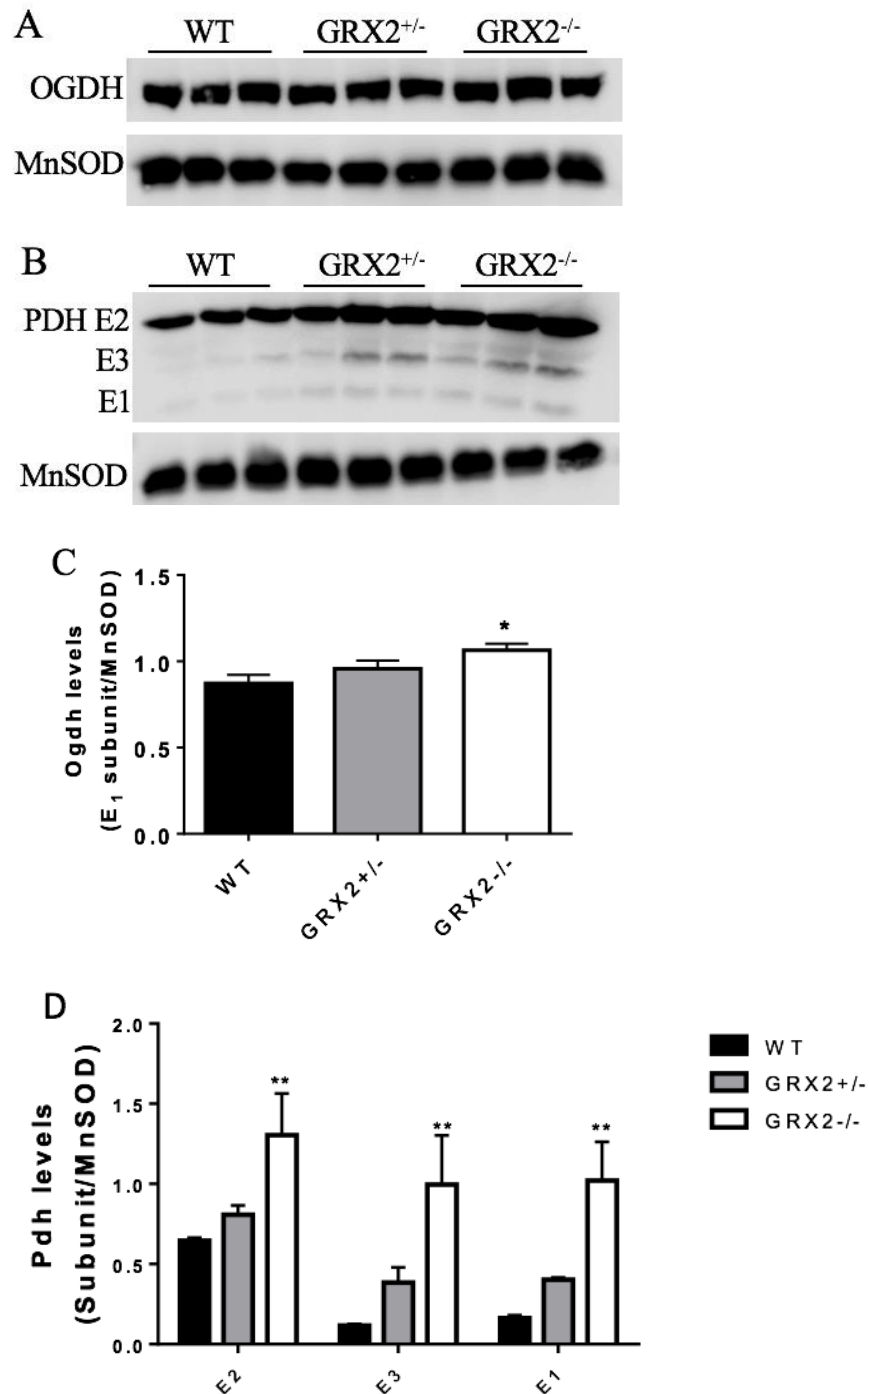 A
WT GRX2+/- GRX2-/-
OGDH
MnSOD
B
WT GRX2+/- GRX2-/-
PDH E2
E3
E1
MnSOD
C
Ogdh levels
(E1 subunit/MnSOD)
1.5
*
1.0
0.5
0.0
WT GRX2+/- GRX2-/-
D
Pdh levels
(Subunit/MnSOD)
2.0
1.5
1.0
0.5
0.0
** ** **
E2 E3 E1
WT
GRX2+/-
GRX2-/-